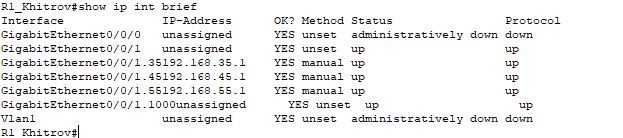 R1_Khitrov#show ip int brief
Interface              IP-Address      OK? Method Status                Protocol
GigabitEthernet0/0/0   unassigned      YES unset  administratively down down
GigabitEthernet0/0/1   unassigned      YES unset  up                    up
GigabitEthernet0/0/1.35192.168.35.1    YES manual up                    up
GigabitEthernet0/0/1.45192.168.45.1    YES manual up                    up
GigabitEthernet0/0/1.55192.168.55.1    YES manual up                    up
GigabitEthernet0/0/1.1000unassigned      YES unset  up                    up
Vlan1                  unassigned      YES unset  administratively down down
R1_Khitrov#